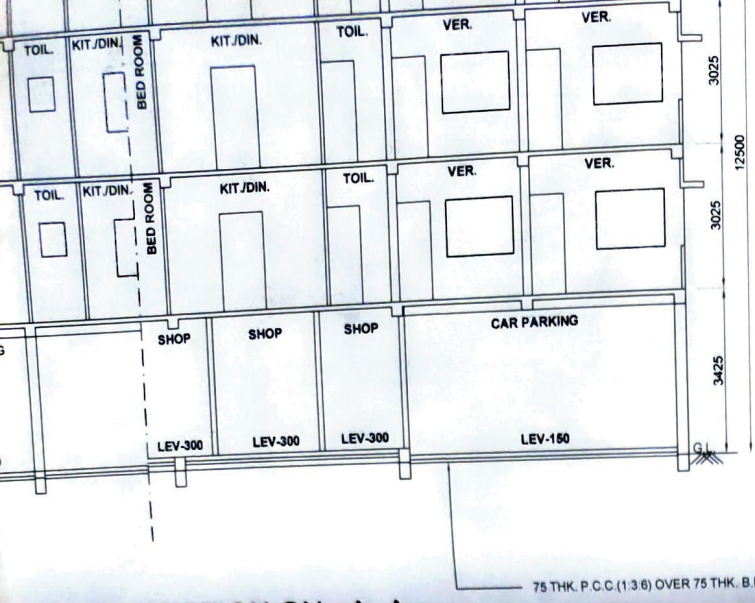 TOIL.
KIT./DIN.
BED ROOM
KIT./DIN.
TOIL.
VER.
VER.
3025
12500
TOIL.
KIT./DIN.
BED ROOM
KIT./DIN.
TOIL.
VER.
VER.
3025
SHOP
SHOP
SHOP
CAR PARKING
3425
LEV-300
LEV-300
LEV-300
LEV-150
G.L
75 THK. P.C.C.(1:3:6) OVER 75 THK. B.